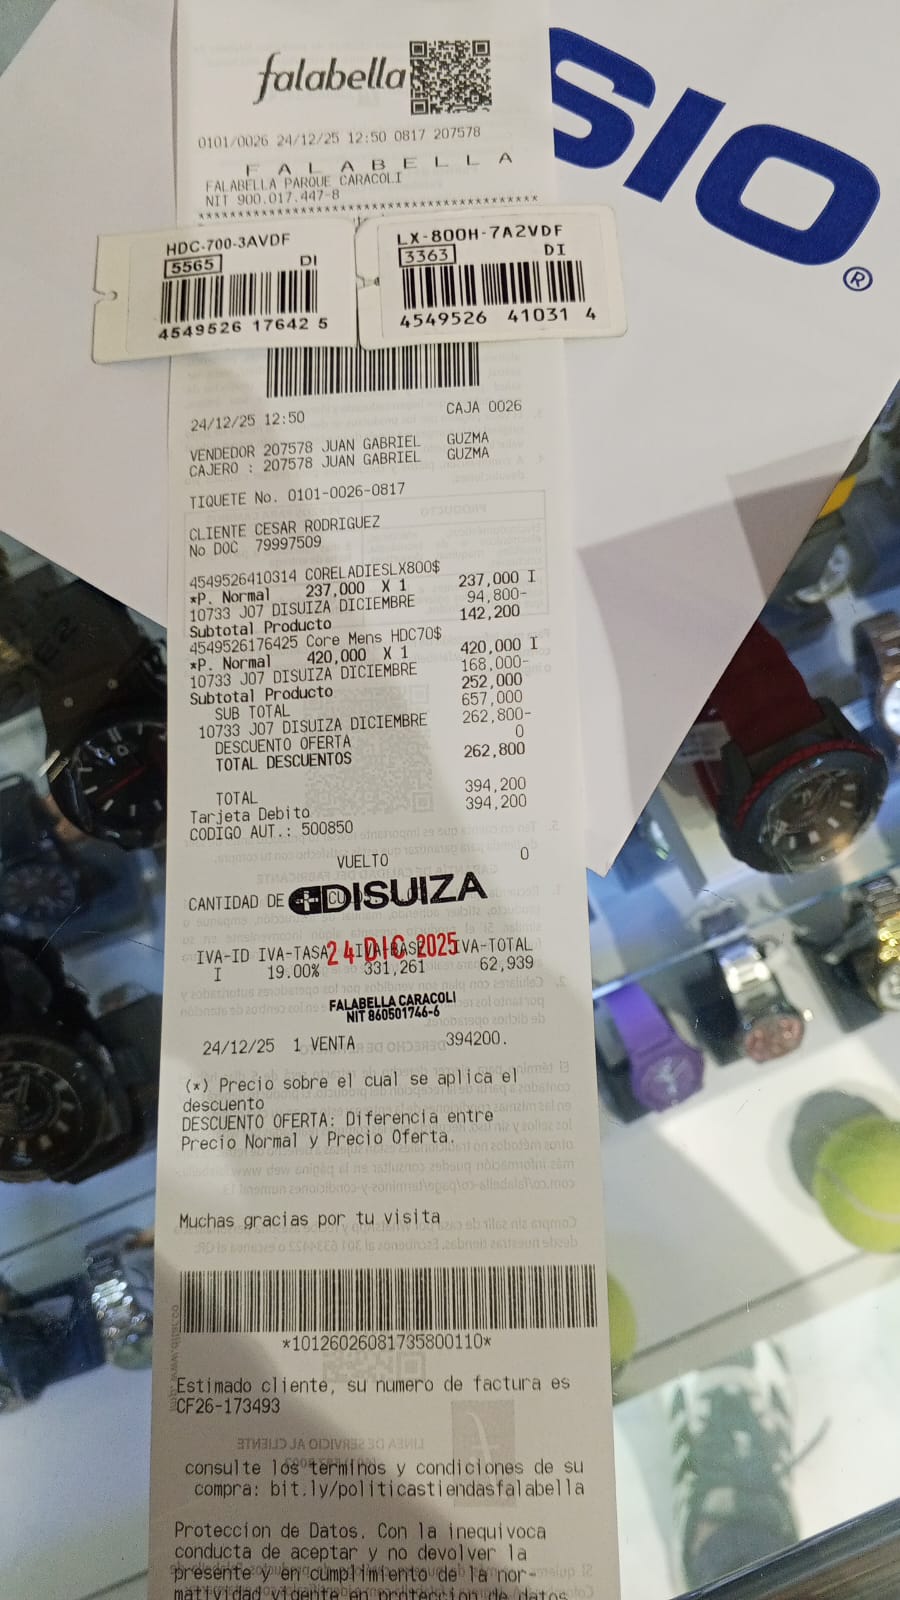 falabella
SIO
®
0101/0026 24/12/25 12:50 0817 207578
F A L A B E L L A
FALABELLA PARQUE CARACOLI
NIT 900.017.447-8
****************************************
HDC-700-3AVDF
5565 DI
4549526 17642 5
LX-800H-7A2VDF
3363 DI
4549526 41031 4
24/12/25 12:50 CAJA 0026
VENDEDOR 207578 JUAN GABRIEL GUZMA
CAJERO : 207578 JUAN GABRIEL GUZMA
TIQUETE No. 0101-0026-0817
CLIENTE CESAR RODRIGUEZ
No DOC 79997509
4549526410314 CORELADIESLX800$
*P. Normal 237,000 X 1 237,000 I
10733 J07 DISUIZA DICIEMBRE 94,800-
Subtotal Producto 142,200
4549526176425 Core Mens HDC70$
*P. Normal 420,000 X 1 420,000 I
10733 J07 DISUIZA DICIEMBRE 168,000-
Subtotal Producto 252,000
SUB TOTAL 657,000
10733 J07 DISUIZA DICIEMBRE 262,800-
DESCUENTO OFERTA 0
TOTAL DESCUENTOS 262,800
TOTAL 394,200
Tarjeta Debito 394,200
CODIGO AUT.: 500850
VUELTO 0
CANTIDAD DE
DISUIZA
IVA-ID IVA-TASA IVA-BASE IVA-TOTAL
24 DIC 2025
I 19.00% 331,261 62,939
FALABELLA CARACOLI
NIT 860501746-6
24/12/25 1 VENTA 394200.
(*) Precio sobre el cual se aplica el
descuento
DESCUENTO OFERTA: Diferencia entre
Precio Normal y Precio Oferta.
Muchas gracias por tu visita
*10126026081735800110*
Estimado cliente, su numero de factura es
CF26-173493
consulte los terminos y condiciones de su
compra: bit.ly/politicastiendasfalabella
Proteccion de Datos. Con la inequivoca
conducta de aceptar y no devolver la
presente y en cumplimiento de la nor-
matividad vigente en proteccion de datos